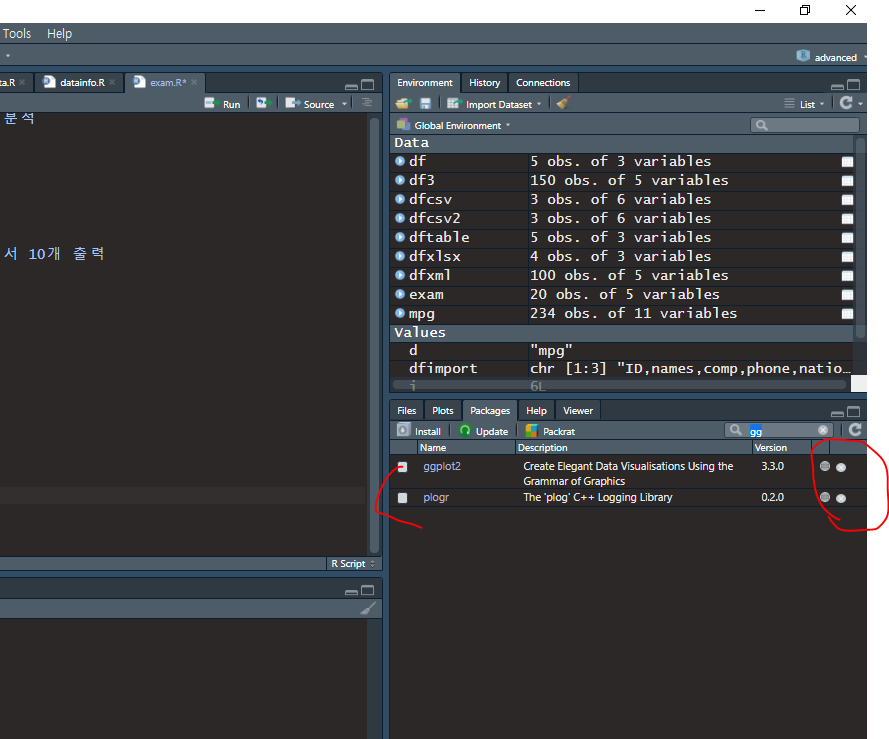 Tools Help
advanced
ta.R datainfo.R exam.R*
Run Source
분석
서 10개 출력
R Script
Environment History Connections
Import Dataset List
Global Environment
Data
df 5 obs. of 3 variables
df3 150 obs. of 5 variables
dfcsv 3 obs. of 6 variables
dfcsv2 3 obs. of 6 variables
dftable 5 obs. of 3 variables
dfxlsx 4 obs. of 3 variables
dfxml 100 obs. of 5 variables
exam 20 obs. of 5 variables
mpg 234 obs. of 11 variables
Values
d "mpg"
dfimport chr [1:3] "ID,names,comp,phone,natio…
i 6L
Files Plots Packages Help Viewer
Install Update Packrat gg
Name Description Version
ggplot2 Create Elegant Data Visualisations Using the 3.3.0
Grammar of Graphics
plogr The 'plog' C++ Logging Library 0.2.0